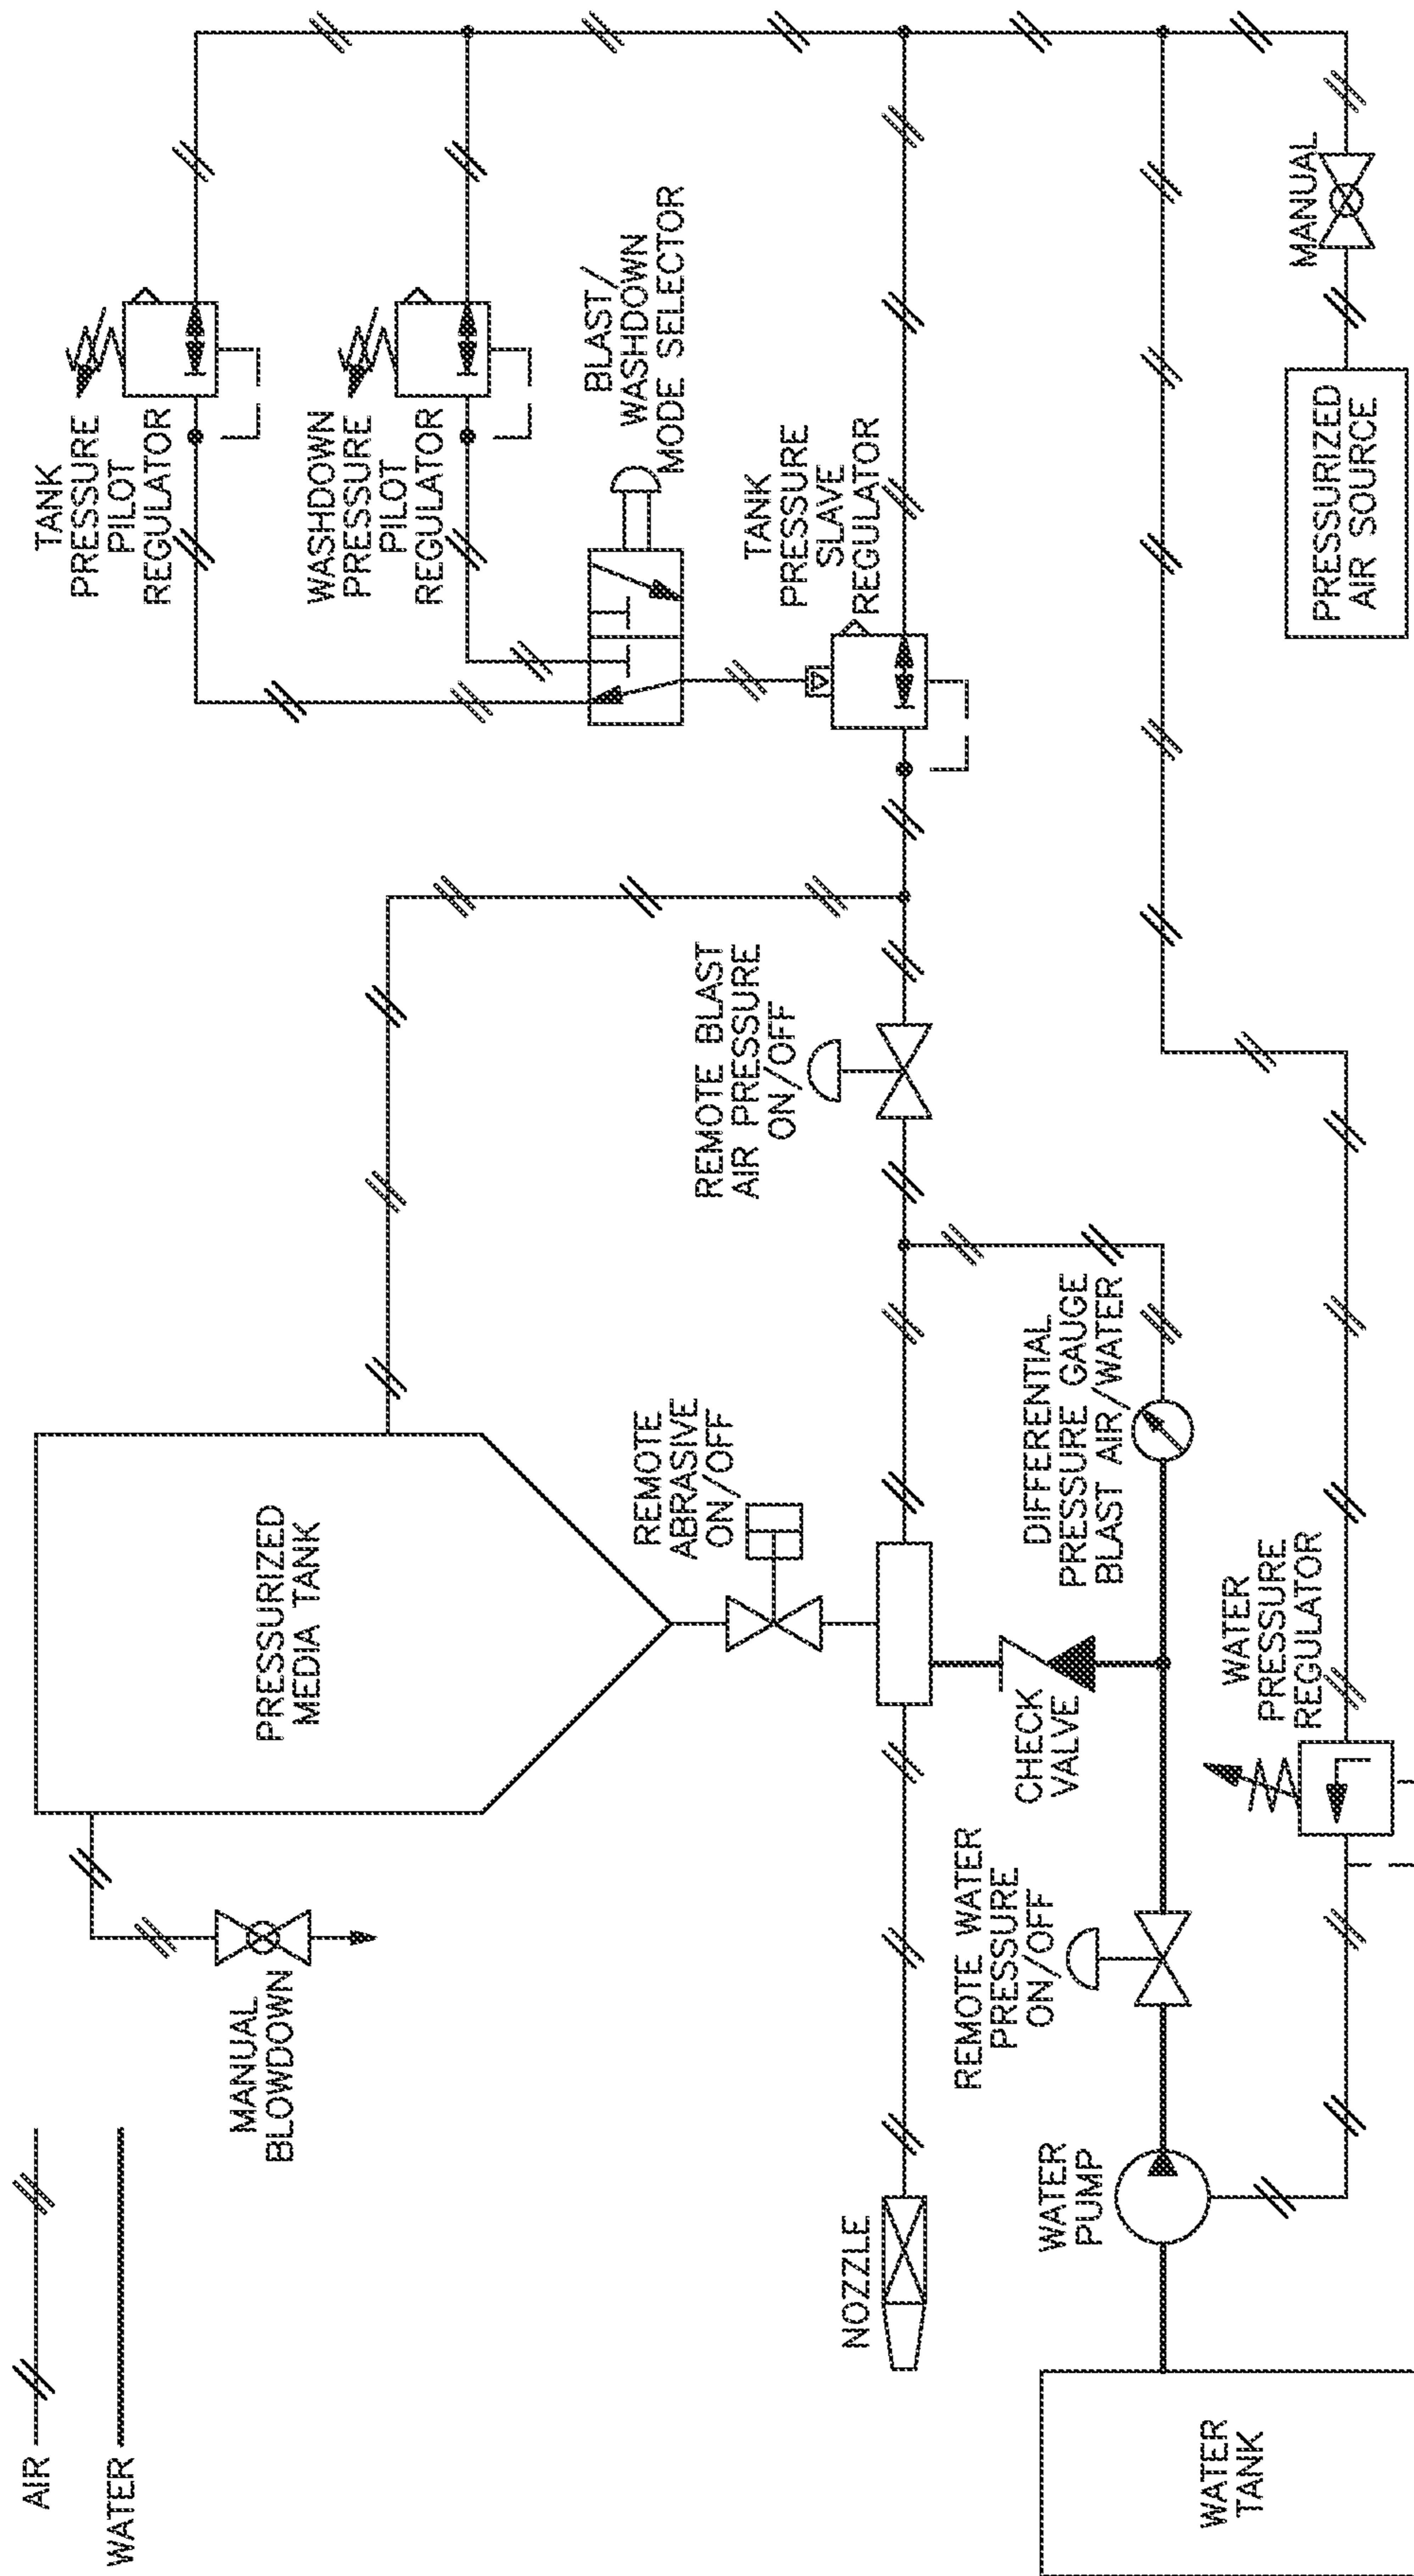 AIR
WATER
MANUAL
BLOWDOWN
PRESSURIZED
MEDIA TANK
TANK
PRESSURE
PILOT
REGULATOR
WASHDOWN
PRESSURE
PILOT
REGULATOR
BLAST/
WASHDOWN
MODE SELECTOR
REMOTE
ABRASIVE
ON/OFF
REMOTE BLAST
AIR PRESSURE
ON/OFF
TANK
PRESSURE
SLAVE
REGULATOR
NOZZLE
REMOTE WATER
PRESSURE
ON/OFF
CHECK
VALVE
DIFFERENTIAL
PRESSURE GAUGE
BLAST AIR/WATER
WATER
PUMP
WATER
TANK
WATER
PRESSURE
REGULATOR
MANUAL
PRESSURIZED
AIR SOURCE